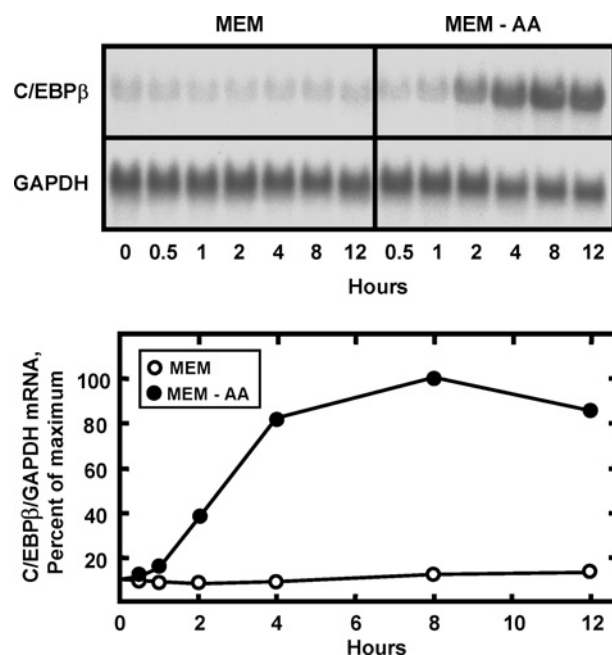 MEM MEM - AA
C/EBPβ
GAPDH
0 0.5 1 2 4 8 12 0.5 1 2 4 8 12
Hours
C/EBPβ/GAPDH mRNA,
Percent of maximum
MEM
MEM - AA
100
80
60
40
20
0 2 4 6 8 10 12
Hours